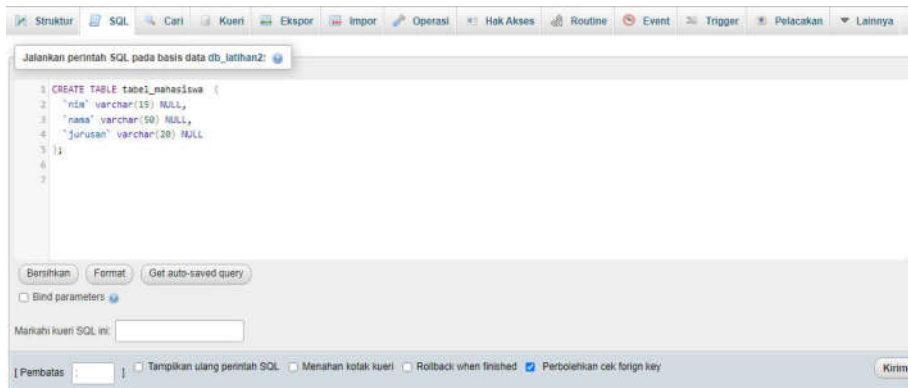 Struktur SQL Cari Kueri Ekspor Impor Operasi Hak Akses Routine Event Trigger Pelacakan Lainnya
Jalankan perintah SQL pada basis data db_latihan2:
1 CREATE TABLE tabel_mahasiswa (
2 `nim` varchar(15) NULL,
3 `nama` varchar(50) NULL,
4 `jurusan` varchar(20) NULL
5 );
6
7
Bersihkan Format Get auto-saved query
Bind parameters
Markahi kueri SQL ini:
[ Pembatas ; ] Tampilkan ulang perintah SQL Menahan kotak kueri Rollback when finished Perbolehkan cek forign key Kirim